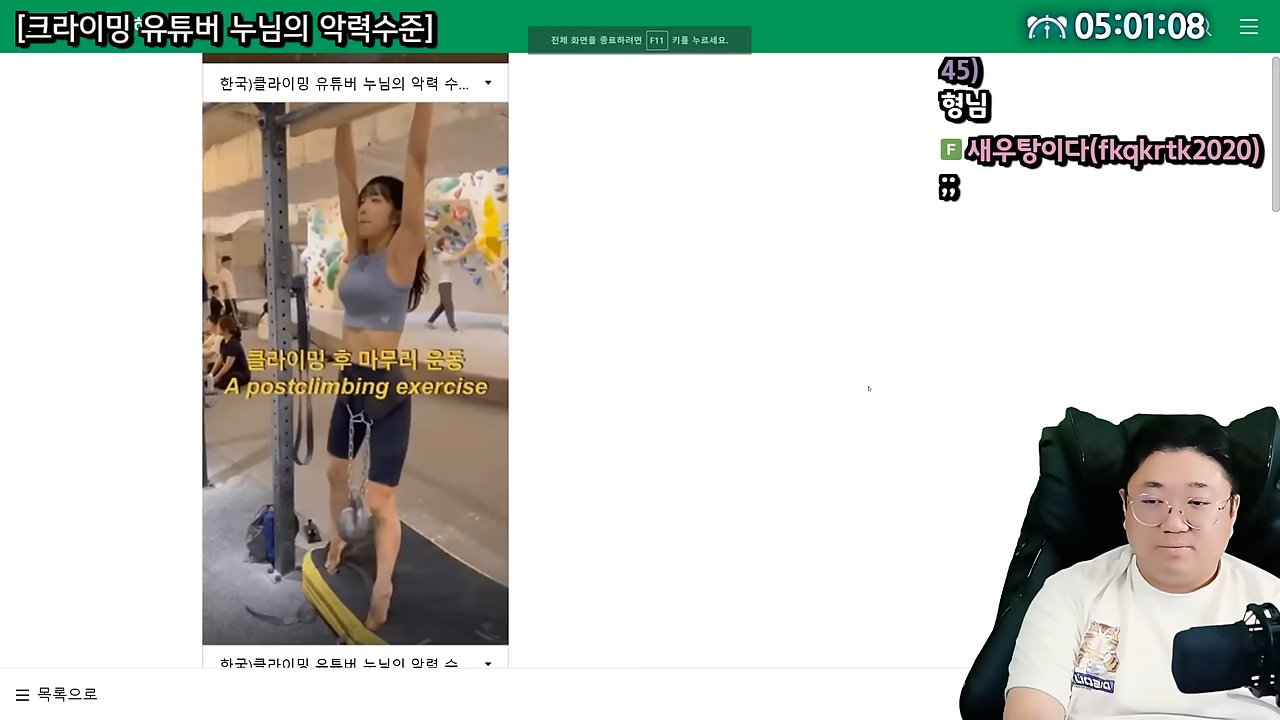 [크라이밍 유튜버 누님의 악력수준]
전체 화면을 종료하려면 F11 키를 누르세요.
05:01:08
한국)클라이밍 유튜버 누님의 악력 수...
45)
형님
F 새우탕이다(fkqkrtk2020)
;;
클라이밍 후 마무리 운동
A postclimbing exercise
한국)클라이밍 유튜버 누님의 악력 수
목록으로